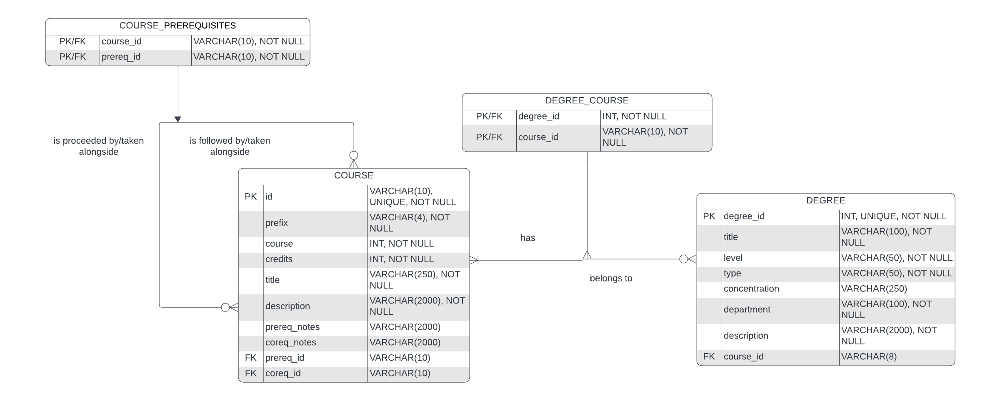 COURSE_PREREQUISITES
PK/FK course_id VARCHAR(10), NOT NULL
PK/FK prereq_id VARCHAR(10), NOT NULL
is proceeded by/taken
alongside
is followed by/taken
alongside
DEGREE_COURSE
PK/FK degree_id INT, NOT NULL
PK/FK course_id VARCHAR(10), NOT
NULL
COURSE
PK id VARCHAR(10),
UNIQUE, NOT NULL
prefix VARCHAR(4), NOT
NULL
course INT, NOT NULL
credits INT, NOT NULL
title VARCHAR(250), NOT
NULL
description VARCHAR(2000), NOT
NULL
prereq_notes VARCHAR(2000)
coreq_notes VARCHAR(2000)
FK prereq_id VARCHAR(10)
FK coreq_id VARCHAR(10)
has
belongs to
DEGREE
PK degree_id INT, UNIQUE, NOT NULL
title VARCHAR(100), NOT
NULL
level VARCHAR(50), NOT NULL
type VARCHAR(50), NOT NULL
concentration VARCHAR(250)
department VARCHAR(100), NOT
NULL
description VARCHAR(2000), NOT
NULL
FK course_id VARCHAR(8)